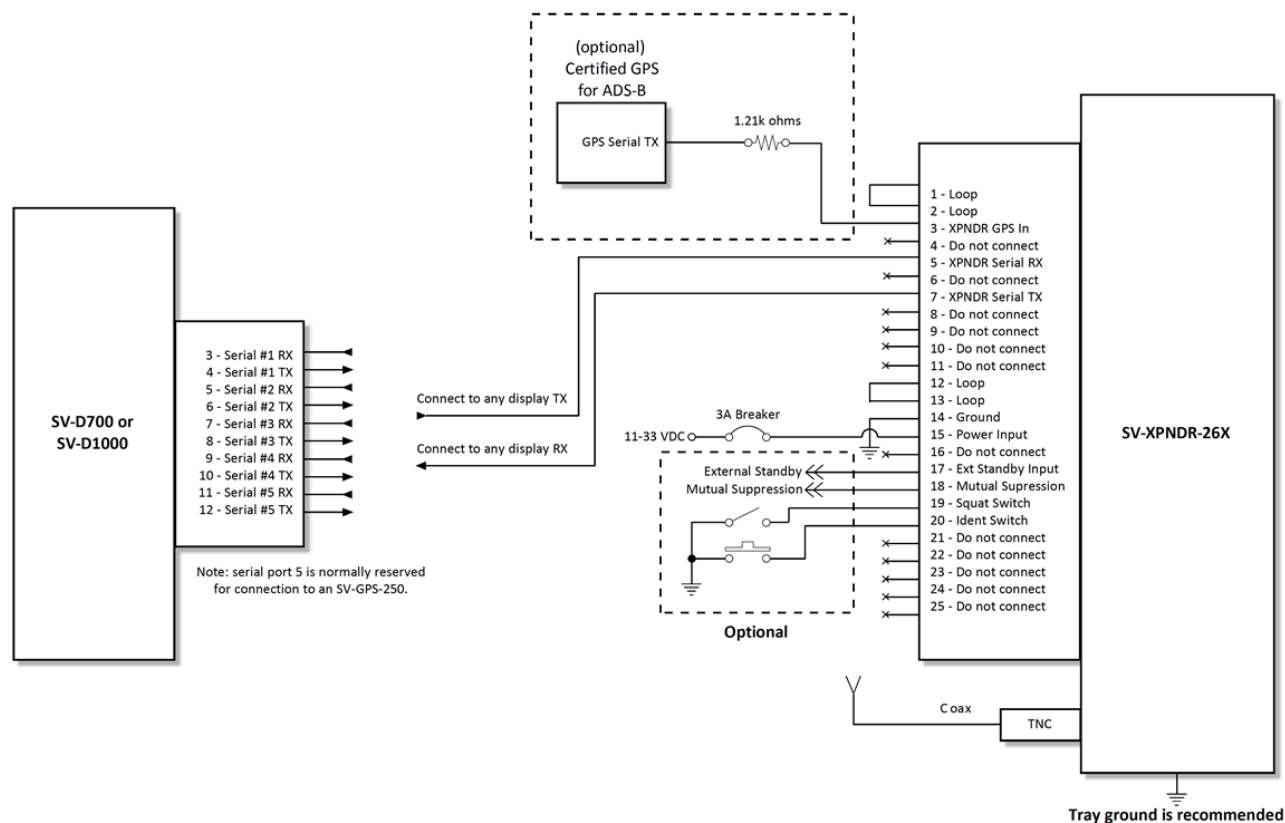 (optional)
Certified GPS
for ADS-B
GPS Serial TX
1.21k ohms
SV-D700 or
SV-D1000
3 - Serial #1 RX
4 - Serial #1 TX
5 - Serial #2 RX
6 - Serial #2 TX
7 - Serial #3 RX
8 - Serial #3 TX
9 - Serial #4 RX
10 - Serial #4 TX
11 - Serial #5 RX
12 - Serial #5 TX
Note: serial port 5 is normally reserved
for connection to an SV-GPS-250.
Connect to any display TX
Connect to any display RX
3A Breaker
11-33 VDC
External Standby
Mutual Suppression
Optional
1 - Loop
2 - Loop
3 - XPNDR GPS In
4 - Do not connect
5 - XPNDR Serial RX
6 - Do not connect
7 - XPNDR Serial TX
8 - Do not connect
9 - Do not connect
10 - Do not connect
11 - Do not connect
12 - Loop
13 - Loop
14 - Ground
15 - Power Input
16 - Do not connect
17 - Ext Standby Input
18 - Mutual Supression
19 - Squat Switch
20 - Ident Switch
21 - Do not connect
22 - Do not connect
23 - Do not connect
24 - Do not connect
25 - Do not connect
SV-XPNDR-26X
Coax
TNC
Tray ground is recommended